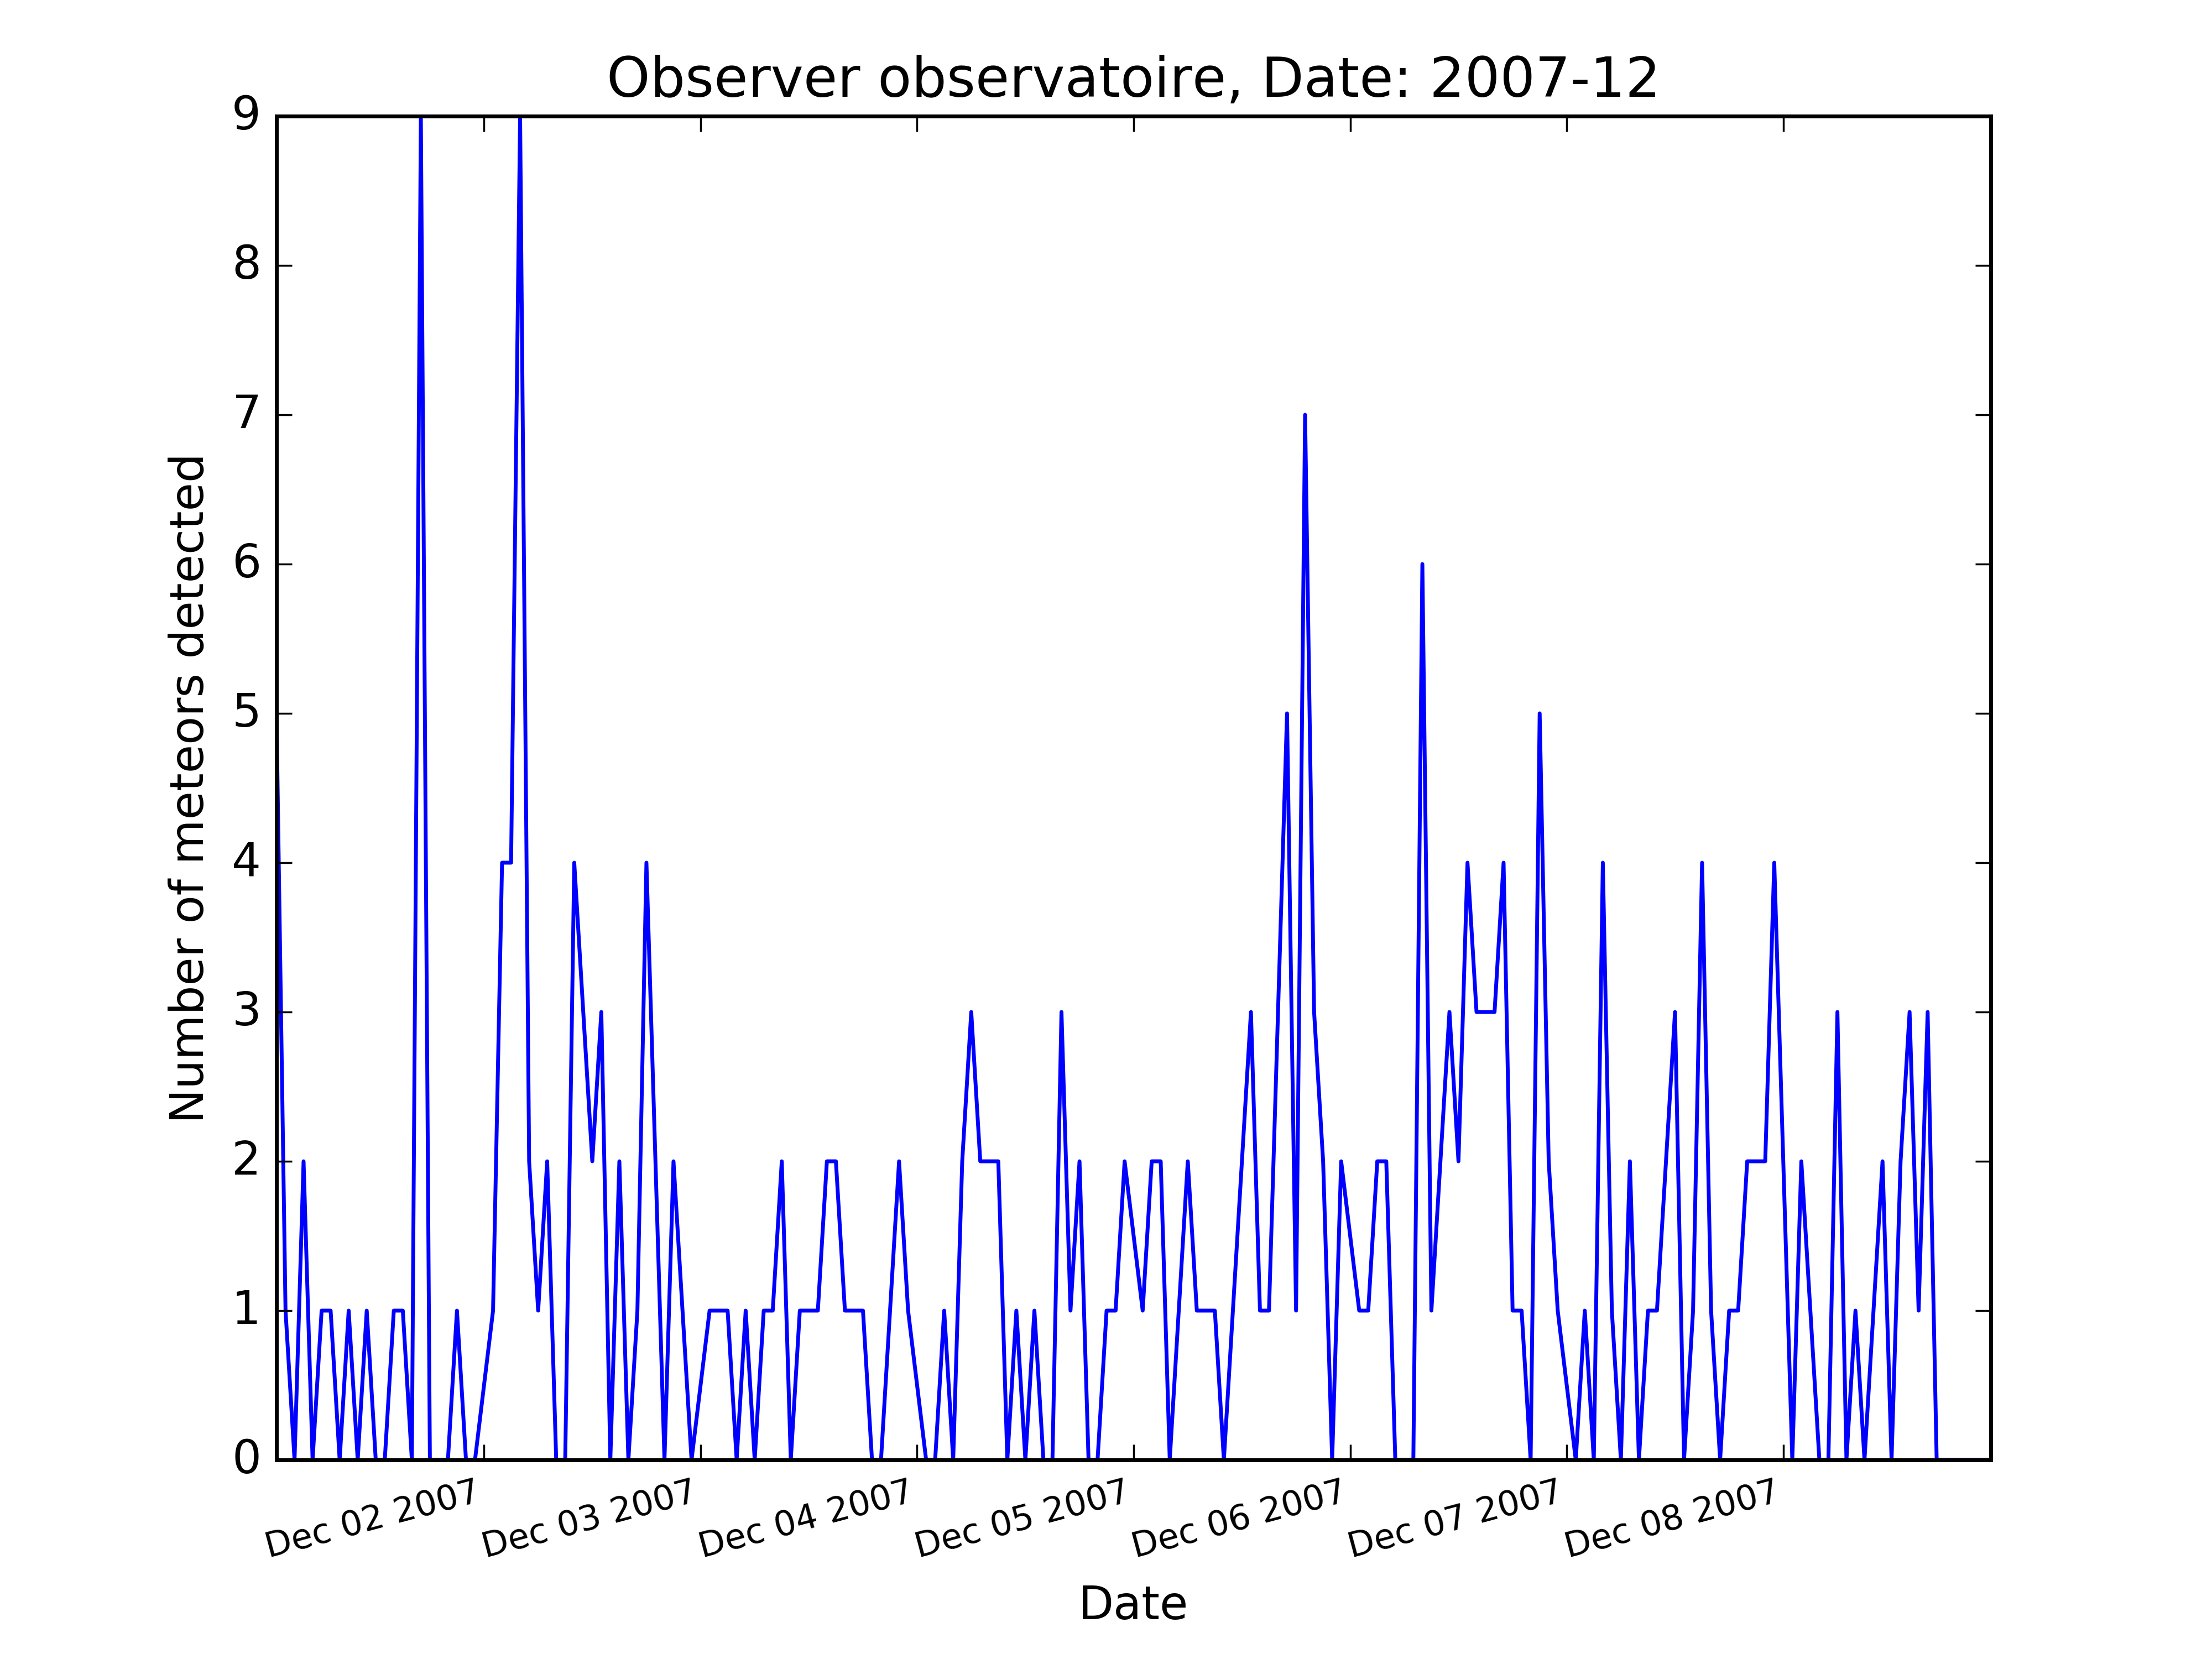 Observer observatoire, Date: 2007-12
Number of meteors detected
9
8
7
6
5
4
3
2
1
0
Dec 02 2007
Dec 03 2007
Dec 04 2007
Dec 05 2007
Dec 06 2007
Dec 07 2007
Dec 08 2007
Date